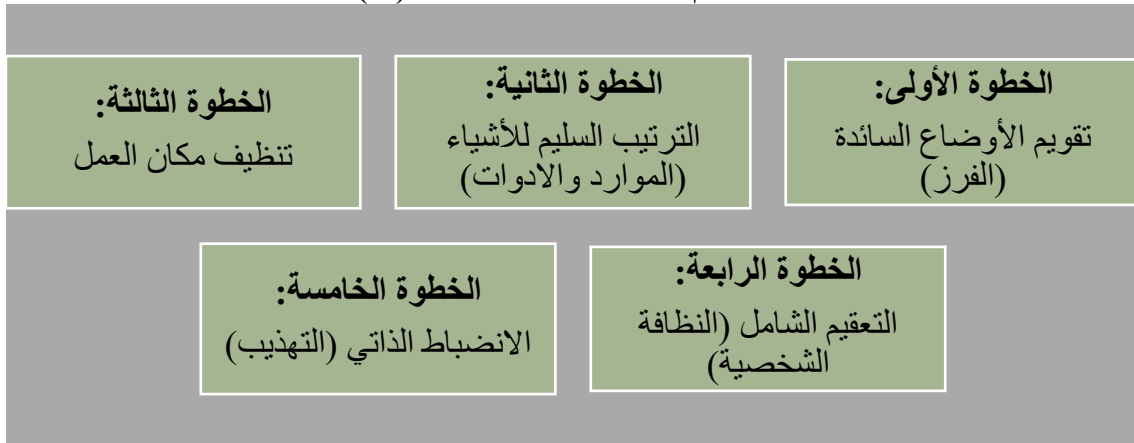 الخطوة الأولى:
تقويم الأوضاع السائدة
(الفرز)
الخطوة الثانية:
الترتيب السليم للأشياء
(الموارد والادوات)
الخطوة الثالثة:
تنظيف مكان العمل
الخطوة الرابعة:
التعقيم الشامل (النظافة
الشخصية)
الخطوة الخامسة:
الانضباط الذاتي (التهذيب)